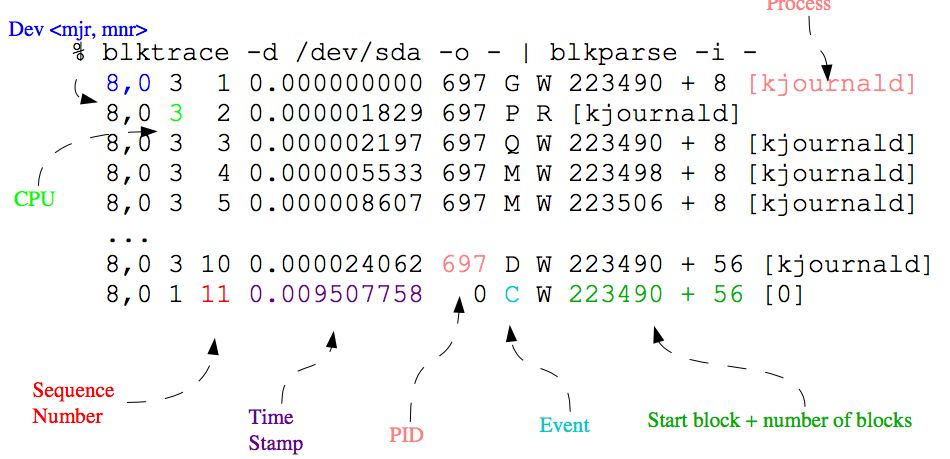 Process
Dev <mjr, mnr>
% blktrace -d /dev/sda -o - | blkparse -i -
8,0 3 1 0.000000000 697 G W 223490 + 8 [kjournald]
8,0 3 2 0.000001829 697 P R [kjournald]
8,0 3 3 0.000002197 697 Q W 223490 + 8 [kjournald]
8,0 3 4 0.000005533 697 M W 223498 + 8 [kjournald]
CPU
8,0 3 5 0.000008607 697 M W 223506 + 8 [kjournald]
...
8,0 3 10 0.000024062 697 D W 223490 + 56 [kjournald]
8,0 1 11 0.009507758 0 C W 223490 + 56 [0]
Sequence
Number
Time
Stamp
PID
Event
Start block + number of blocks